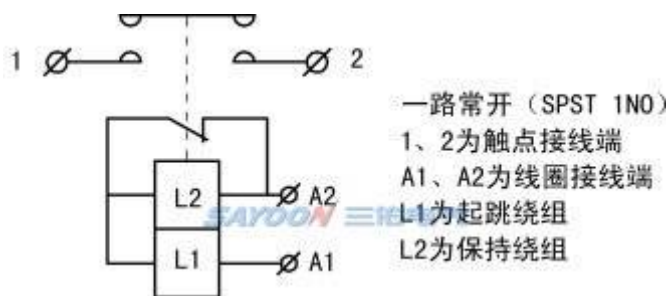 1
2
一路常开（SPST 1NO）
1、2为触点接线端
A1、A2为线圈接线端
L1为起跳绕组
L2为保持绕组
L2
A2
SAYOON 三
L1
A1